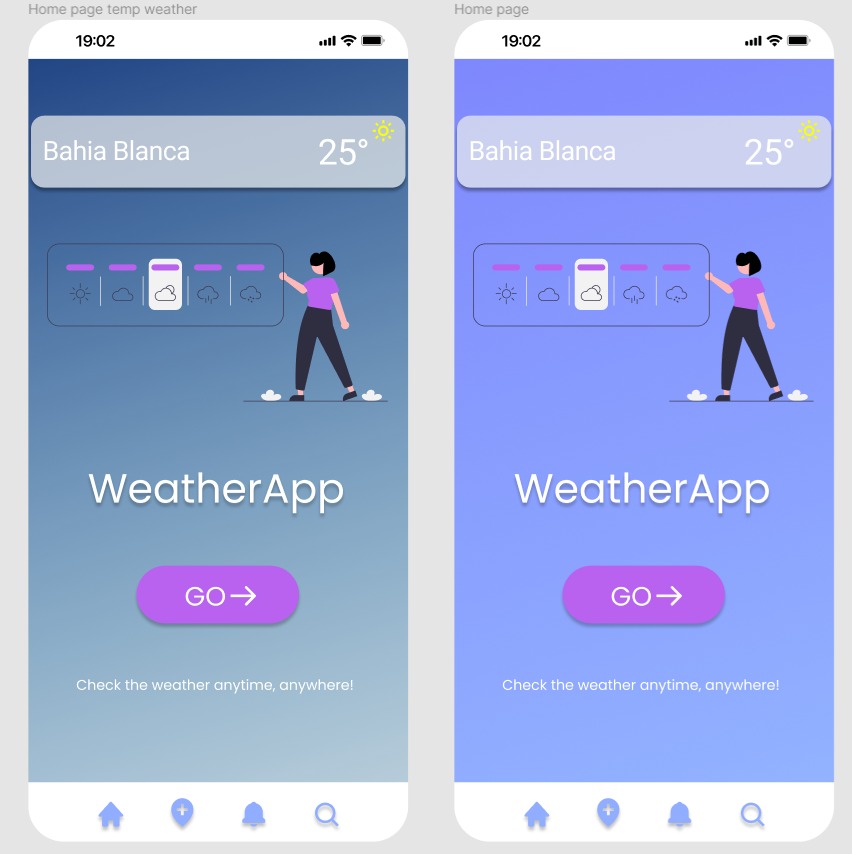 Home page temp weather
19:02
Bahia Blanca 25°
WeatherApp
GO→
Check the weather anytime, anywhere!
Home page
19:02
Bahia Blanca 25°
WeatherApp
GO→
Check the weather anytime, anywhere!